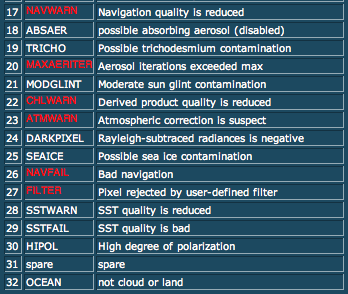 17 NAVWARN Navigation quality is reduced
18 ABSAER possible absorbing aerosol (disabled)
19 TRICHO Possible trichodesmium contamination
20 MAXAERITER Aerosol iterations exceeded max
21 MODGLINT Moderate sun glint contamination
22 CHLWARN Derived product quality is reduced
23 ATMWARN Atmospheric correction is suspect
24 DARKPIXEL Rayleigh-subtraced radiances is negative
25 SEAICE Possible sea ice contamination
26 NAVFAIL Bad navigation
27 FILTER Pixel rejected by user-defined filter
28 SSTWARN SST quality is reduced
29 SSTFAIL SST quality is bad
30 HIPOL High degree of polarization
31 spare spare
32 OCEAN not cloud or land